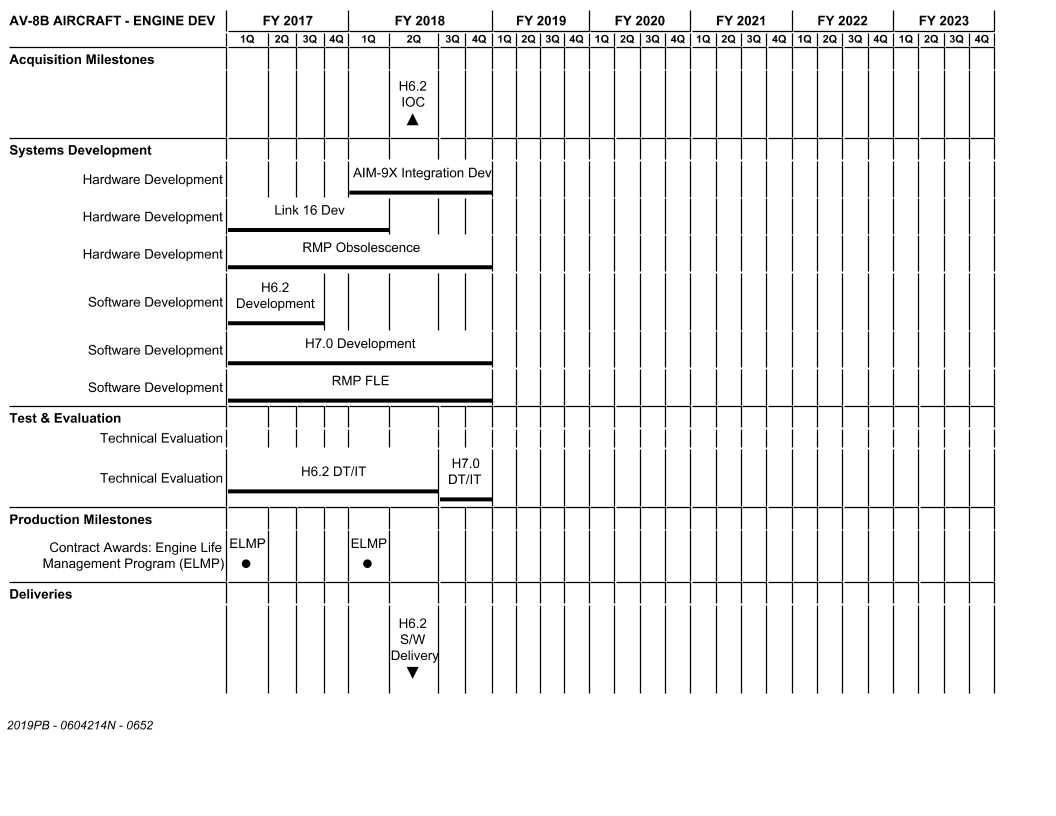 AV-8B AIRCRAFT - ENGINE DEV FY 2017 FY 2018 FY 2019 FY 2020 FY 2021 FY 2022 FY 2023
1Q 2Q 3Q 4Q 1Q 2Q 3Q 4Q 1Q 2Q 3Q 4Q 1Q 2Q 3Q 4Q 1Q 2Q 3Q 4Q 1Q 2Q 3Q 4Q 1Q 2Q 3Q 4Q
Acquisition Milestones
H6.2
IOC
Systems Development
Hardware Development AIM-9X Integration Dev
Hardware Development Link 16 Dev
Hardware Development RMP Obsolescence
Software Development H6.2
Development
Software Development H7.0 Development
Software Development RMP FLE
Test & Evaluation
Technical Evaluation
Technical Evaluation H6.2 DT/IT H7.0
DT/IT
Production Milestones
Contract Awards: Engine Life ELMP ELMP
Management Program (ELMP)
Deliveries
H6.2
S/W
Delivery
2019PB - 0604214N - 0652